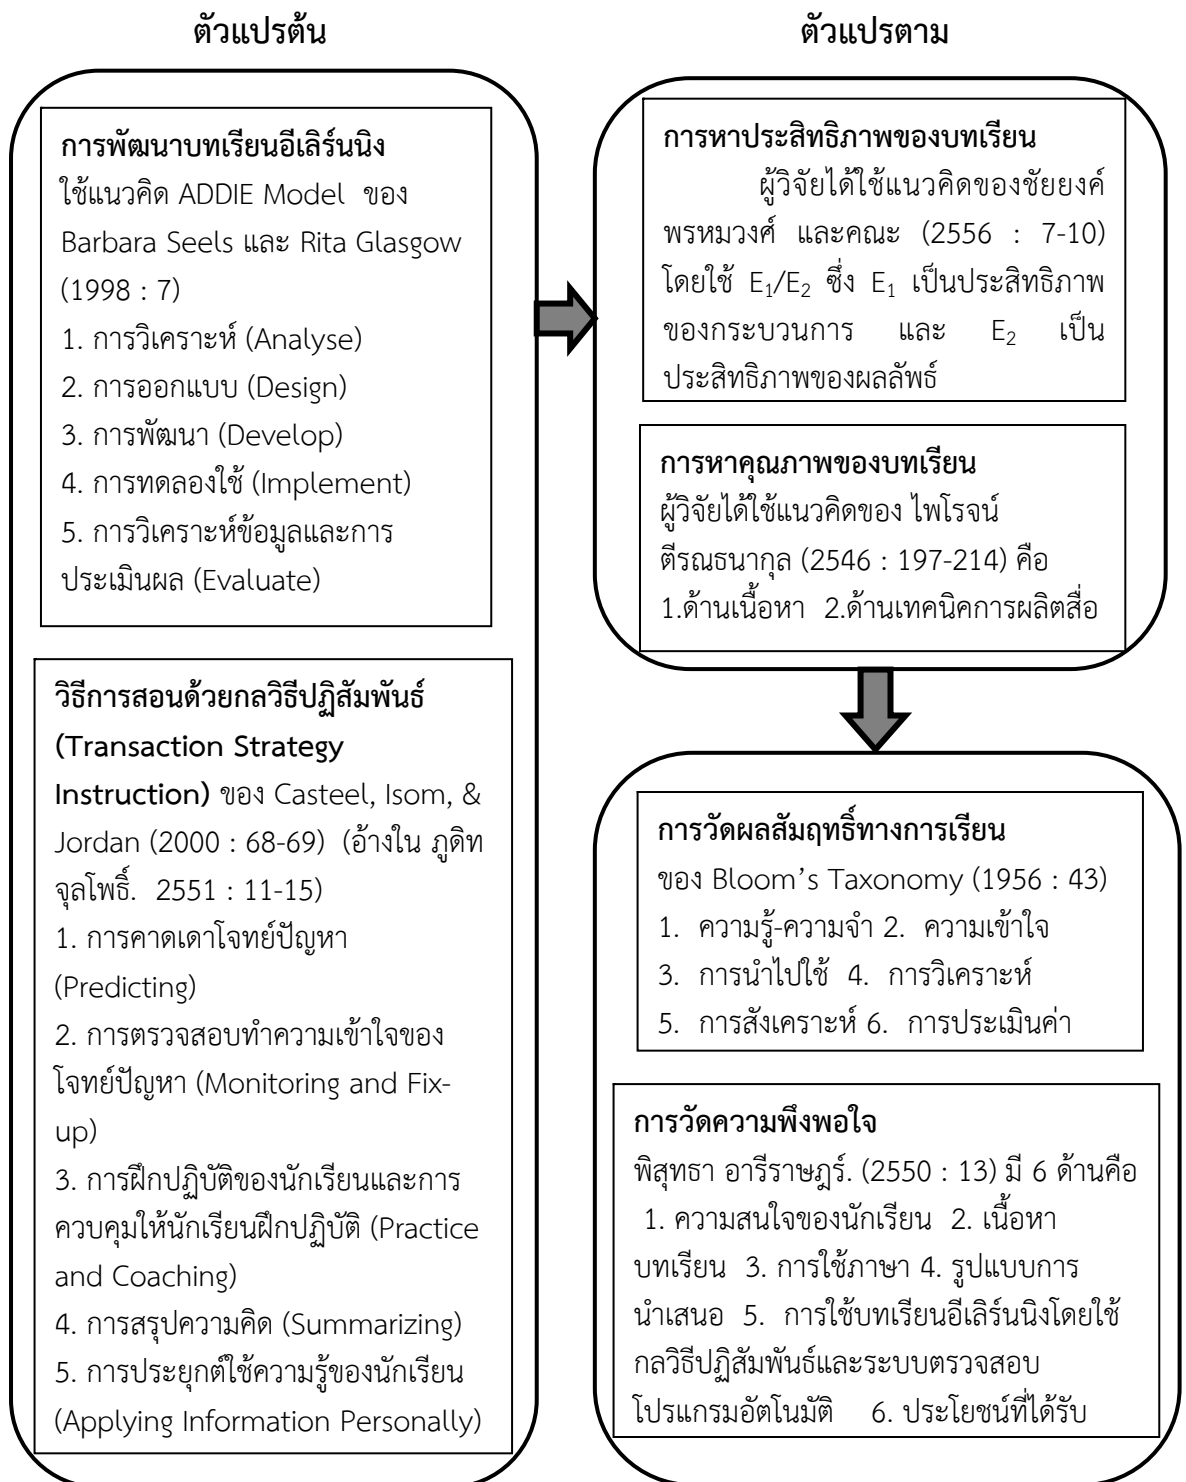 ตัวแปรต้น
การพัฒนาบทเรียนอีเลิร์นนิง
ใช้แนวคิด ADDIE Model ของ
Barbara Seels และ Rita Glasgow
(1998 : 7)
1. การวิเคราะห์ (Analyse)
2. การออกแบบ (Design)
3. การพัฒนา (Develop)
4. การทดลองใช้ (Implement)
5. การวิเคราะห์ข้อมูลและการ
ประเมินผล (Evaluate)
วิธีการสอนด้วยกลวิธีปฏิสัมพันธ์
(Transaction Strategy
Instruction) ของ Casteel, Isom, &
Jordan (2000 : 68-69) (อ้างใน ภูดิท
จุลโพธิ์. 2551 : 11-15)
1. การคาดเดาโจทย์ปัญหา
(Predicting)
2. การตรวจสอบทำความเข้าใจของ
โจทย์ปัญหา (Monitoring and Fix-
up)
3. การฝึกปฏิบัติของนักเรียนและการ
ควบคุมให้นักเรียนฝึกปฏิบัติ (Practice
and Coaching)
4. การสรุปความคิด (Summarizing)
5. การประยุกต์ใช้ความรู้ของนักเรียน
(Applying Information Personally)
ตัวแปรตาม
การหาประสิทธิภาพของบทเรียน
ผู้วิจัยได้ใช้แนวคิดของชัยยงค์
พรหมวงศ์ และคณะ (2556 : 7-10)
โดยใช้ E₁/E₂ ซึ่ง E₁ เป็นประสิทธิภาพ
ของกระบวนการ และ E₂ เป็น
ประสิทธิภาพของผลลัพธ์
การหาคุณภาพของบทเรียน
ผู้วิจัยได้ใช้แนวคิดของ ไพโรจน์
ตีรณธนากุล (2546 : 197-214) คือ
1.ด้านเนื้อหา 2.ด้านเทคนิคการผลิตสื่อ
การวัดผลสัมฤทธิ์ทางการเรียน
ของ Bloom’s Taxonomy (1956 : 43)
1. ความรู้-ความจำ 2. ความเข้าใจ
3. การนำไปใช้ 4. การวิเคราะห์
5. การสังเคราะห์ 6. การประเมินค่า
การวัดความพึงพอใจ
พิสุทธา อารีราษฎร์. (2550 : 13) มี 6 ด้านคือ
1. ความสนใจของนักเรียน 2. เนื้อหา
บทเรียน 3. การใช้ภาษา 4. รูปแบบการ
นำเสนอ 5. การใช้บทเรียนอีเลิร์นนิงโดยใช้
กลวิธีปฏิสัมพันธ์และระบบตรวจสอบ
โปรแกรมอัตโนมัติ 6. ประโยชน์ที่ได้รับ